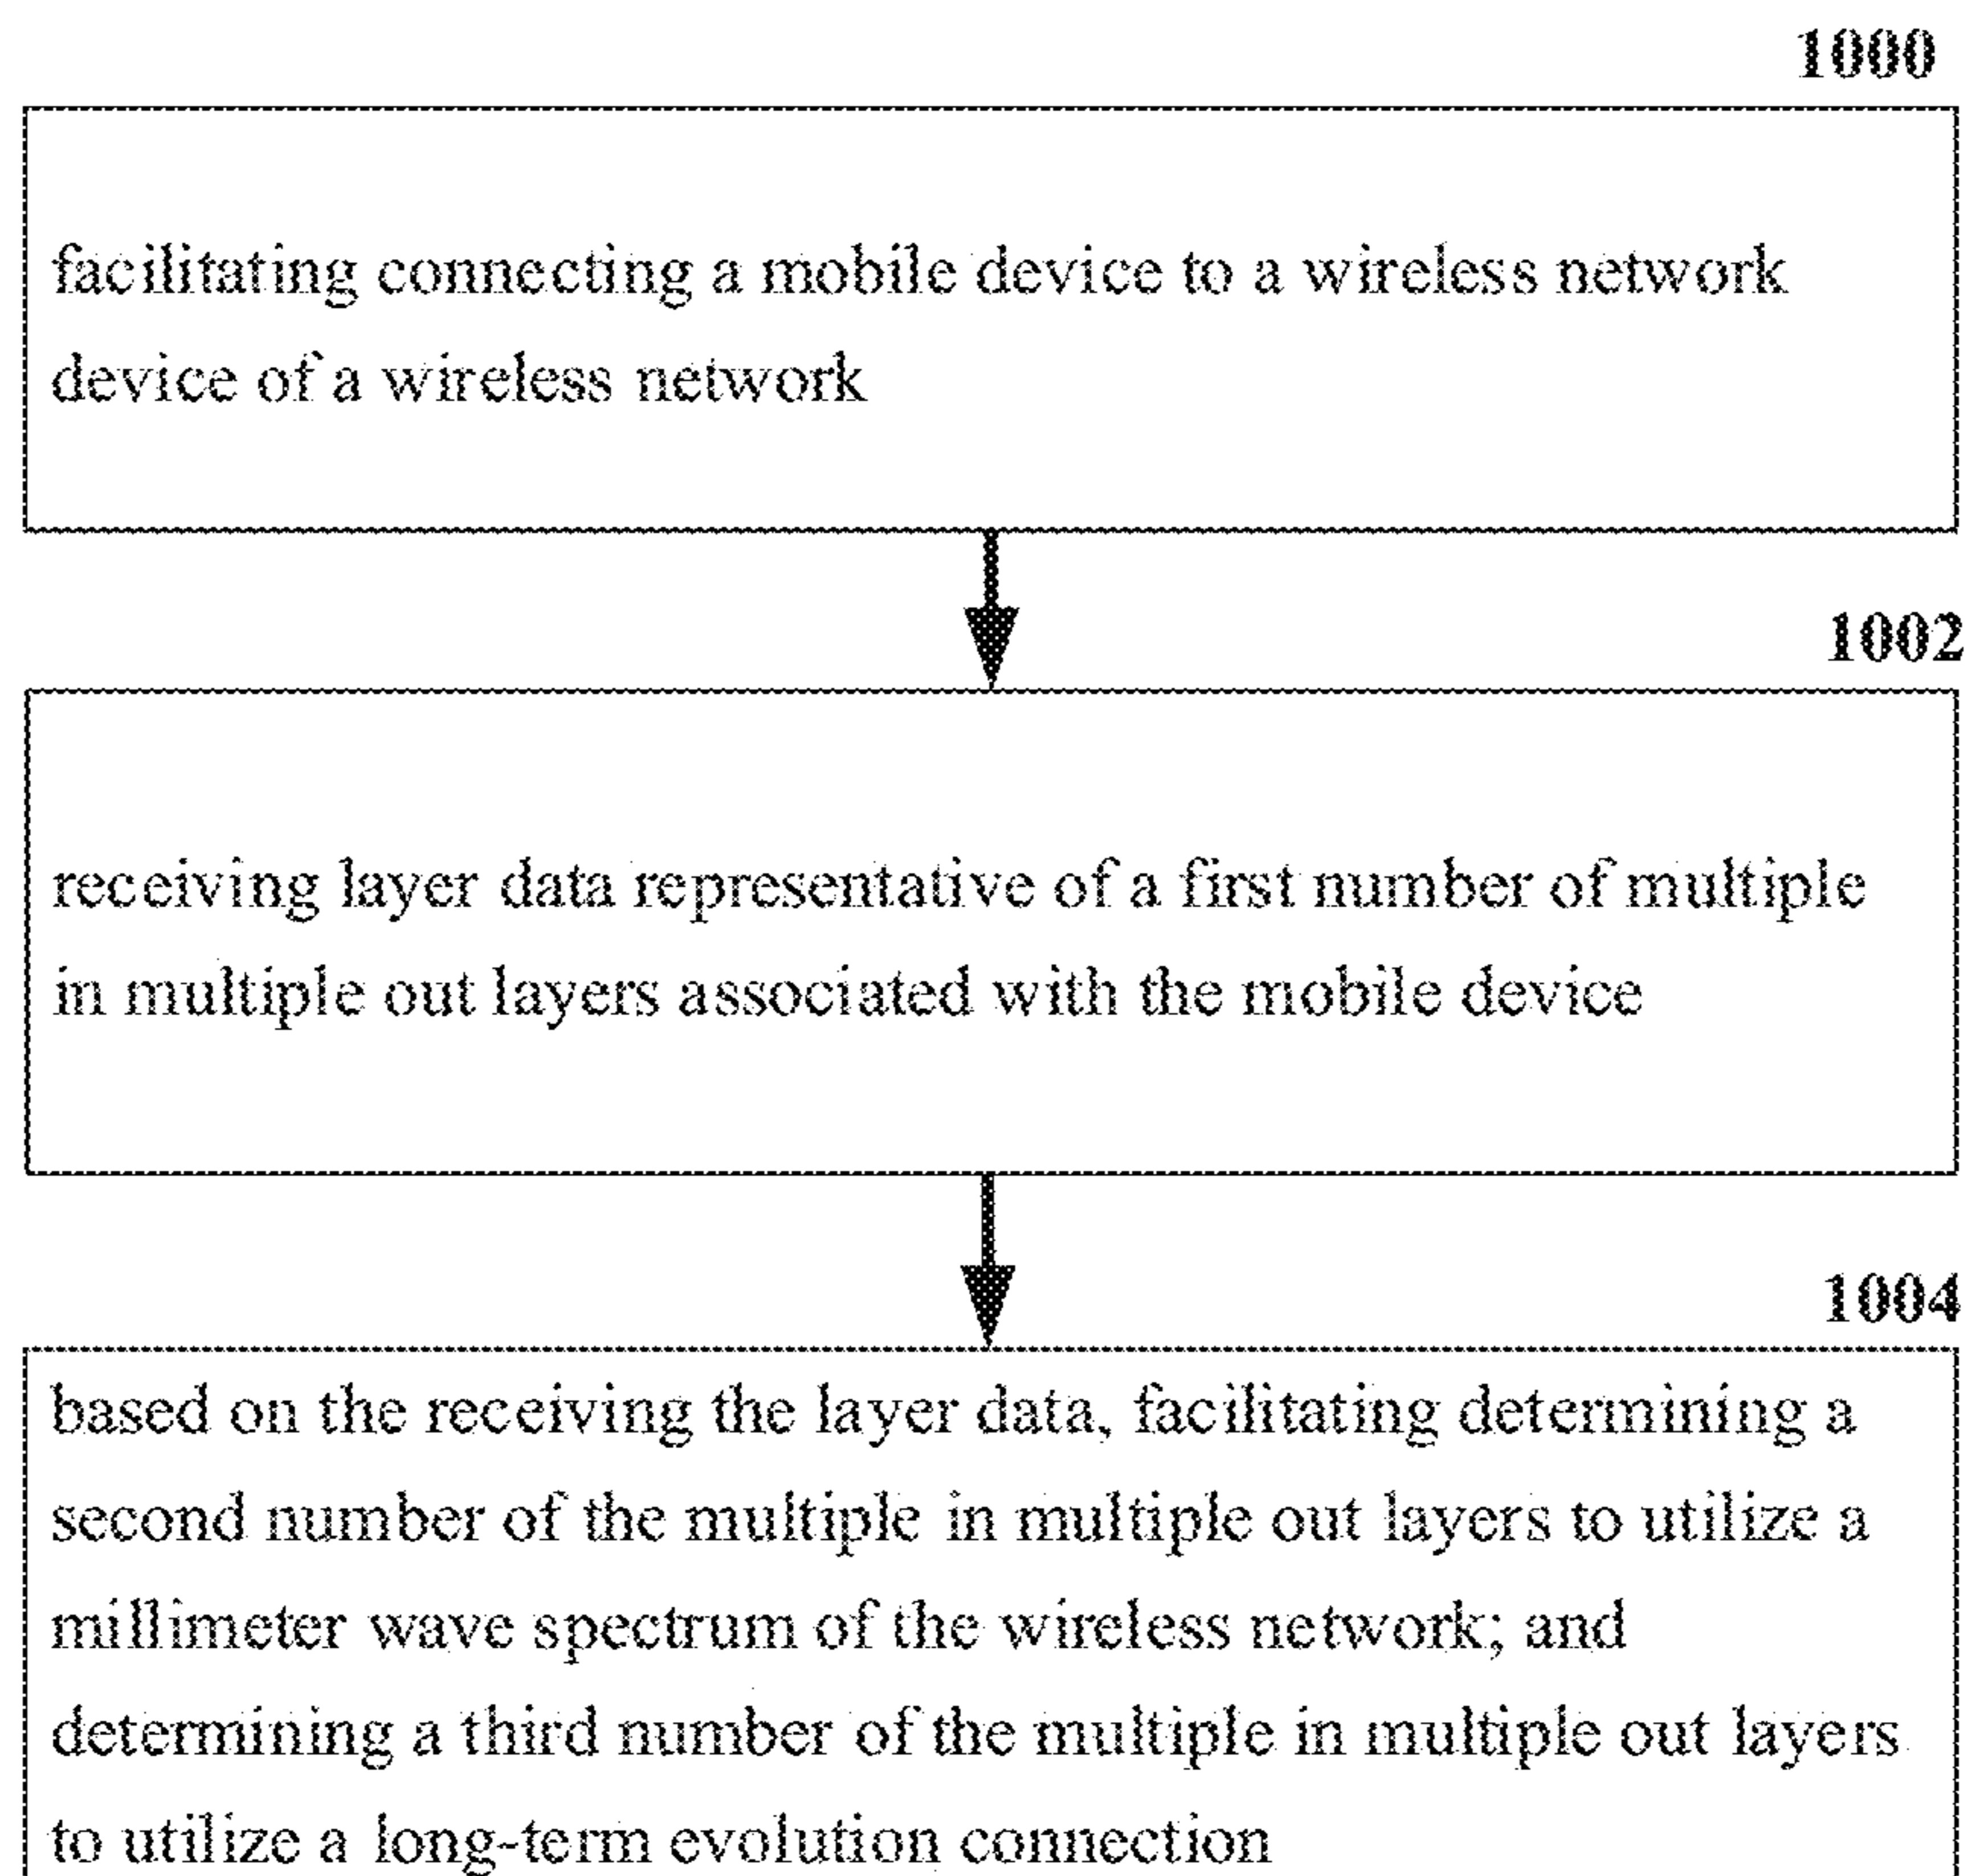 1000
facilitating connecting a mobile device to a wireless network
device of a wireless network
1002
receiving layer data representative of a first number of multiple
in multiple out layers associated with the mobile device
1004
based on the receiving the layer data, facilitating determining a
second number of the multiple in multiple out layers to utilize a
millimeter wave spectrum of the wireless network; and
determining a third number of the multiple in multiple out layers
to utilize a long-term evolution connection